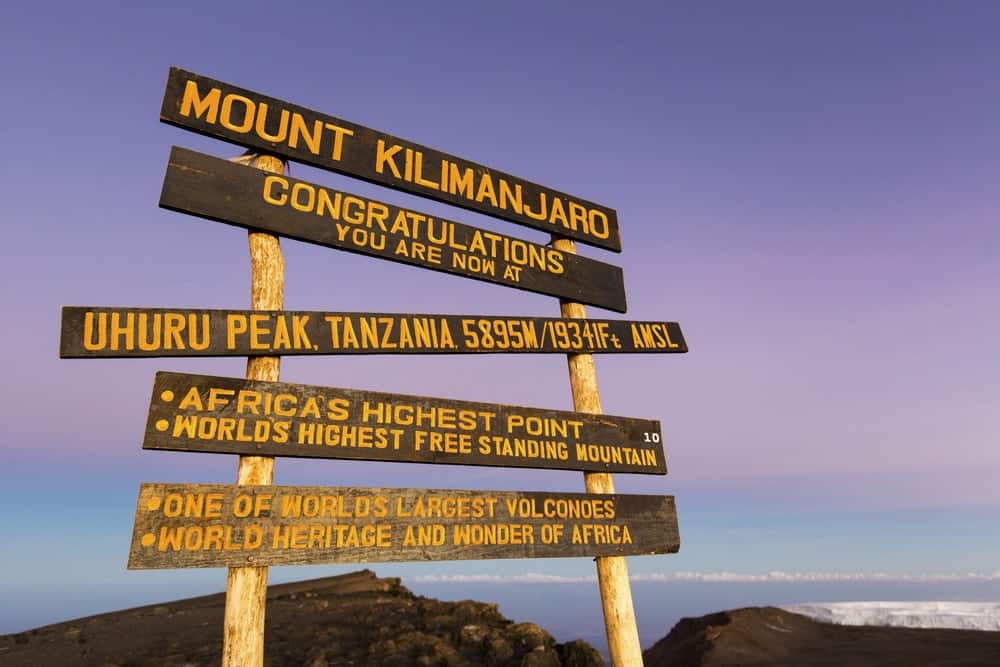 MOUNT KILIMANJARO
CONGRATULATIONS
YOU ARE NOW AT
UHURU PEAK, TANZANIA, 5895M/19341Ft AMSL
• AFRICA'S HIGHEST POINT
• WORLD'S HIGHEST FREE STANDING MOUNTAIN
10
• ONE OF WORLDS LARGEST VOLCONOES
• WORLD HERITAGE AND WONDER OF AFRICA